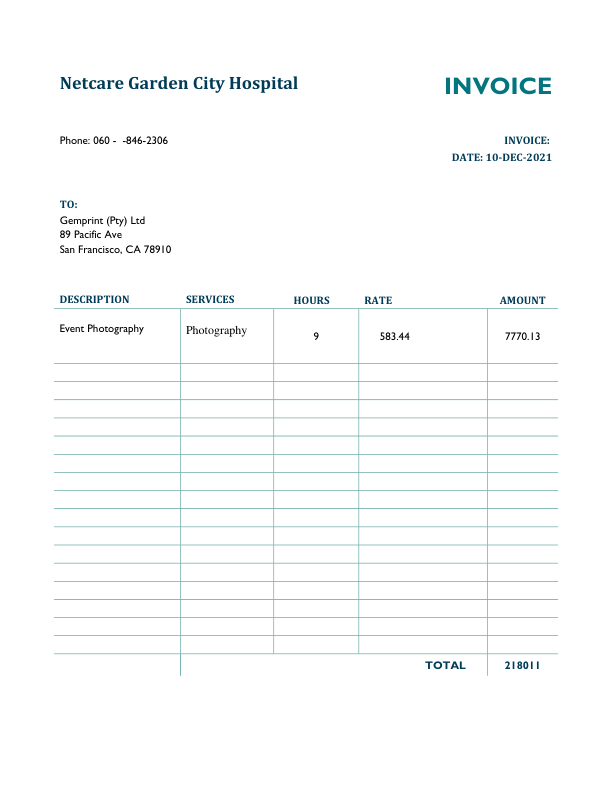 Netcare Garden City Hospital
INVOICE
Phone: 060 -  -846-2306
INVOICE:
DATE: 10-DEC-2021
TO:
Gemprint (Pty) Ltd
89 Pacific Ave
San Francisco, CA 78910
DESCRIPTION SERVICES HOURS RATE AMOUNT
Event Photography Photography 9 583.44 7770.13
TOTAL 218011